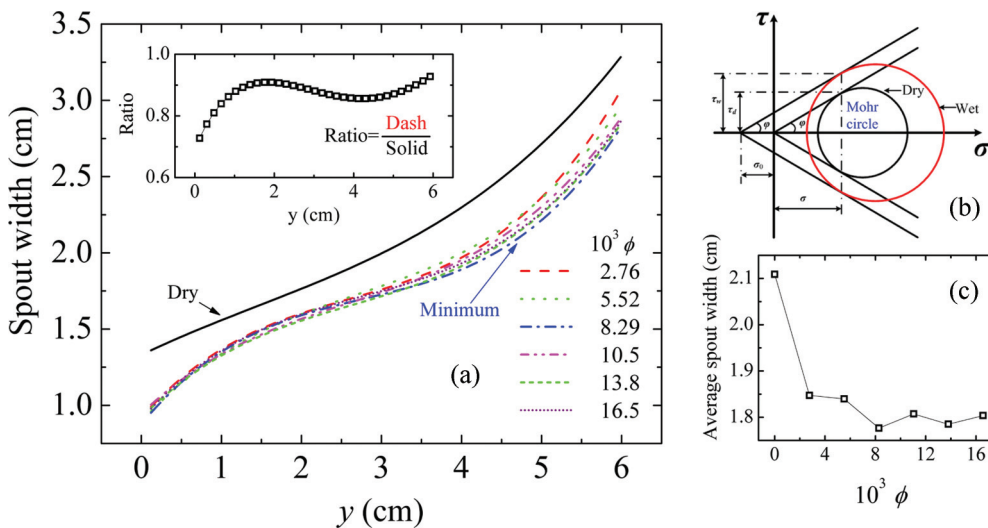 3.5
3.0
2.5
2.0
1.5
1.0
Spout width (cm)
0 1 2 3 4 5 6
y (cm)
1.0
0.8
0.6
Ratio
0 2 4 6
y (cm)
Ratio=Dash/Solid
Dry
Minimum
(a)
10³ ϕ
2.76
5.52
8.29
10.5
13.8
16.5
τ
σ
τw
τd
φ
φ
σ0
σ
Dry
Mohr
circle
Wet
(b)
2.1
2.0
1.9
1.8
Average spout width (cm)
0 4 8 12 16
10³ ϕ
(c)